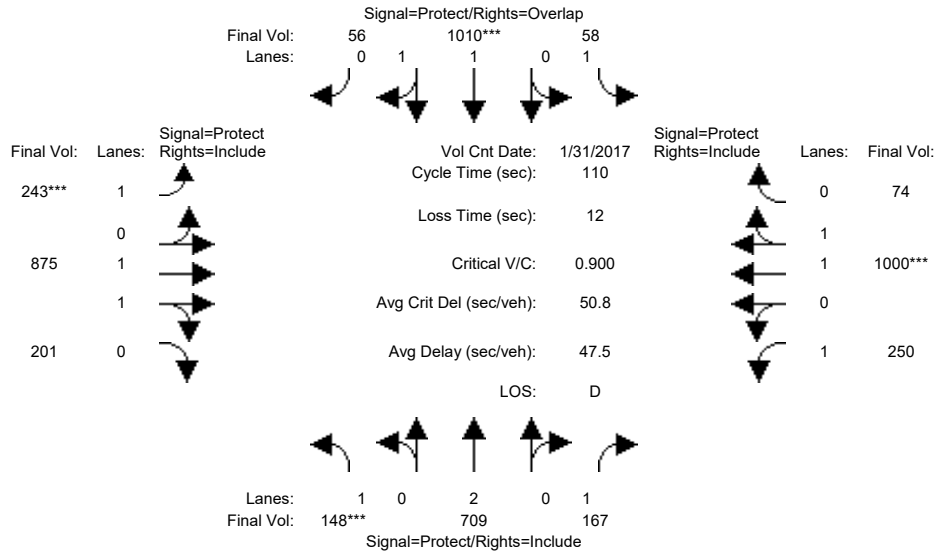 Signal=Protect/Rights=Overlap
Final Vol: 56 1010*** 58
Lanes: 0 1 1 0 1
Signal=Protect Signal=Protect
Final Vol: Lanes: Rights=Include Vol Cnt Date: 1/31/2017 Rights=Include Lanes: Final Vol:
Cycle Time (sec): 110
243*** 1 0 74
Loss Time (sec): 12
0 1
875 1 Critical V/C: 0.900 1 1000***
1 Avg Crit Del (sec/veh): 50.8 0
201 0 Avg Delay (sec/veh): 47.5 1 250
LOS: D
Lanes: 1 0 2 0 1
Final Vol: 148*** 709 167
Signal=Protect/Rights=Include